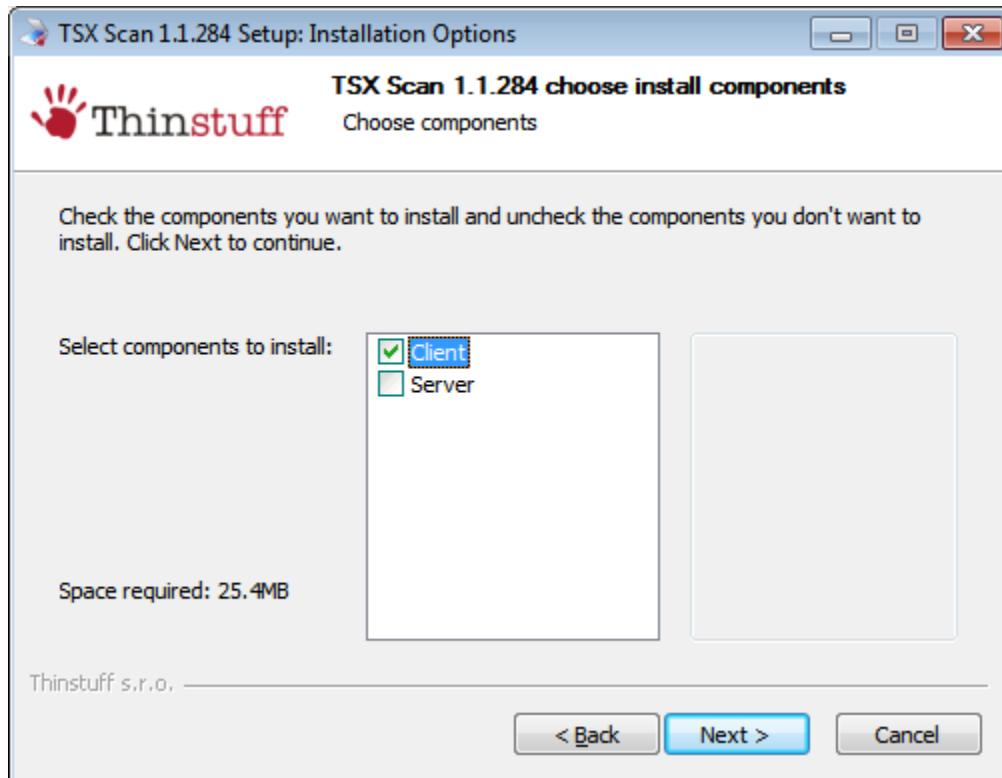 TSX Scan 1.1.284 Setup: Installation Options
Thinstuff
TSX Scan 1.1.284 choose install components
Choose components
Check the components you want to install and uncheck the components you don't want to
install. Click Next to continue.
Select components to install:
Client
Server
Space required: 25.4MB
Thinstuff s.r.o.
< Back
Next >
Cancel